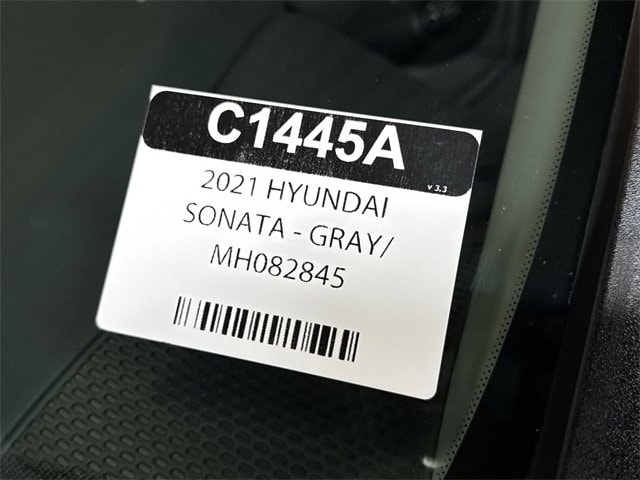 C1445A
v 3.3
2021 HYUNDAI
SONATA - GRAY/
MH082845